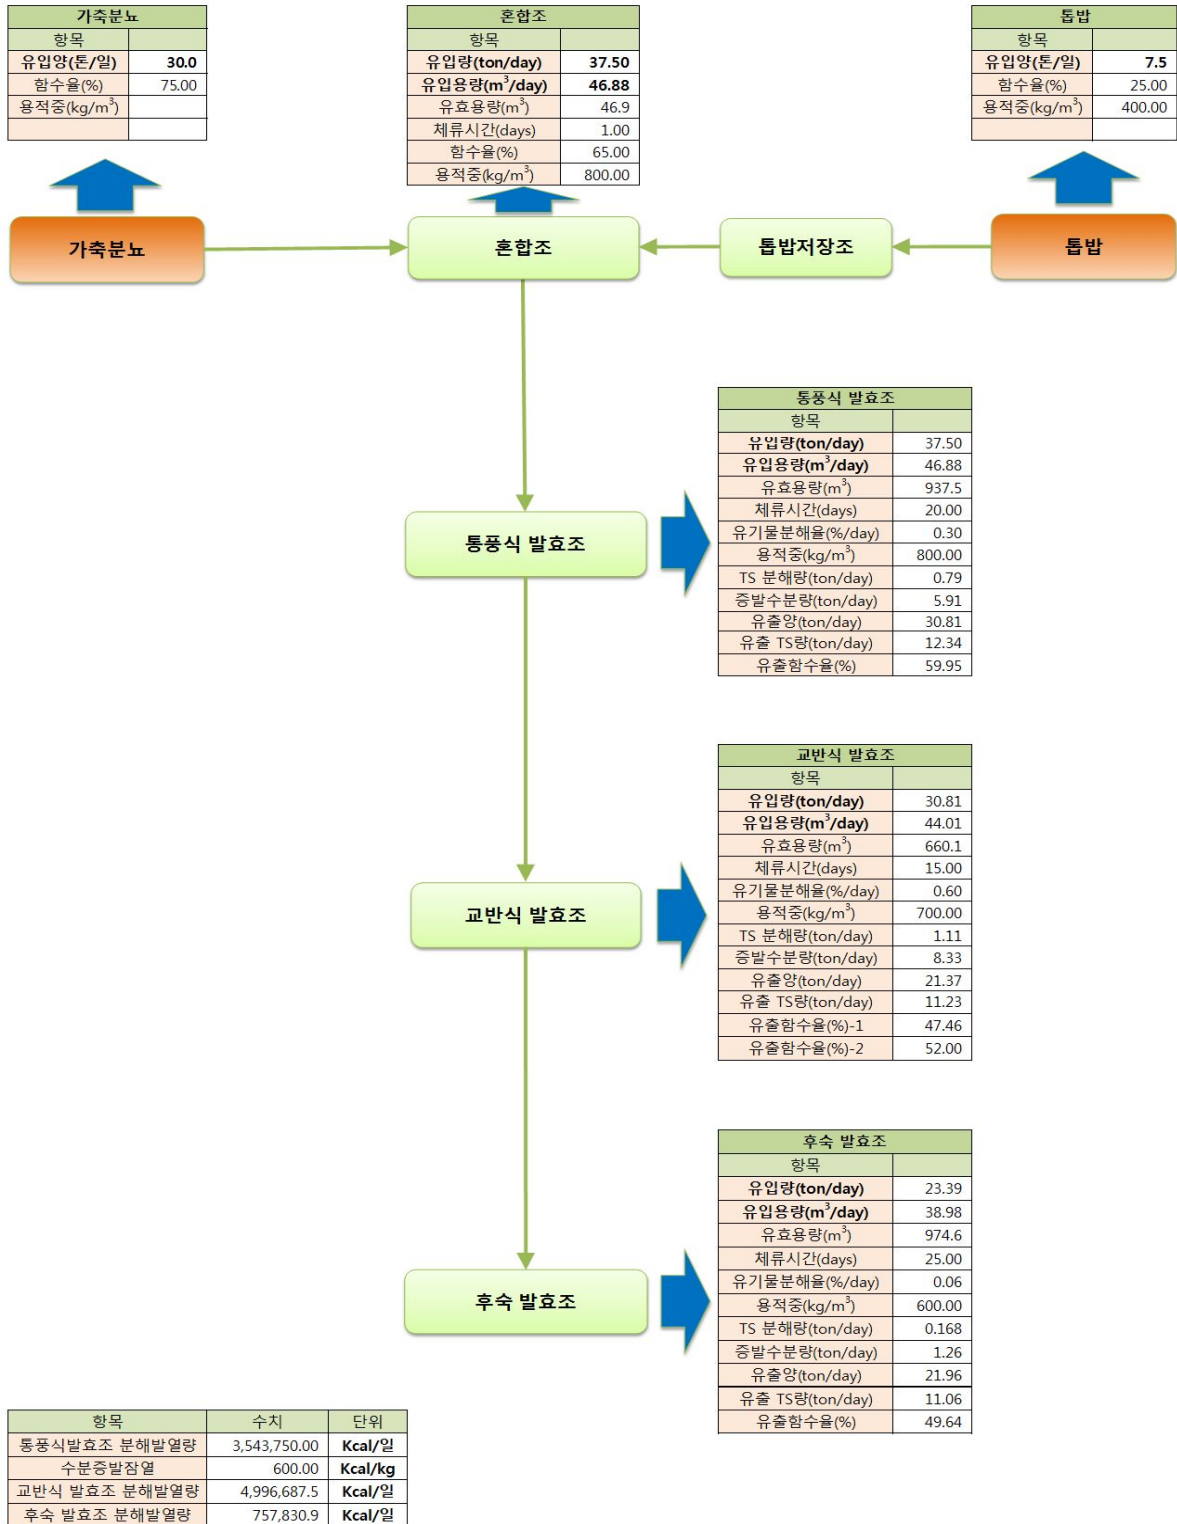 가축분뇨
항목
유입양(톤/일) 30.0
함수율(%) 75.00
용적중(kg/m³)
혼합조
항목
유입량(ton/day) 37.50
유입용량(m³/day) 46.88
유효용량(m³) 46.9
체류시간(days) 1.00
함수율(%) 65.00
용적중(kg/m³) 800.00
톱밥
항목
유입양(톤/일) 7.5
함수율(%) 25.00
용적중(kg/m³) 400.00
가축분뇨
혼합조
톱밥저장조
톱밥
통풍식 발효조
항목
유입량(ton/day) 37.50
유입용량(m³/day) 46.88
유효용량(m³) 937.5
체류시간(days) 20.00
유기물분해율(%/day) 0.30
용적중(kg/m³) 800.00
TS 분해량(ton/day) 0.79
증발수분량(ton/day) 5.91
유출양(ton/day) 30.81
유출 TS량(ton/day) 12.34
유출함수율(%) 59.95
통풍식 발효조
교반식 발효조
항목
유입량(ton/day) 30.81
유입용량(m³/day) 44.01
유효용량(m³) 660.1
체류시간(days) 15.00
유기물분해율(%/day) 0.60
용적중(kg/m³) 700.00
TS 분해량(ton/day) 1.11
증발수분량(ton/day) 8.33
유출양(ton/day) 21.37
유출 TS량(ton/day) 11.23
유출함수율(%)-1 47.46
유출함수율(%)-2 52.00
교반식 발효조
후숙 발효조
항목
유입량(ton/day) 23.39
유입용량(m³/day) 38.98
유효용량(m³) 974.6
체류시간(days) 25.00
유기물분해율(%/day) 0.06
용적중(kg/m³) 600.00
TS 분해량(ton/day) 0.168
증발수분량(ton/day) 1.26
유출양(ton/day) 21.96
유출 TS량(ton/day) 11.06
유출함수율(%) 49.64
후숙 발효조
항목 수치 단위
통풍식발효조 분해발열량 3,543,750.00 Kcal/일
수분증발잠열 600.00 Kcal/kg
교반식 발효조 분해발열량 4,996,687.5 Kcal/일
후숙 발효조 분해발열량 757,830.9 Kcal/일